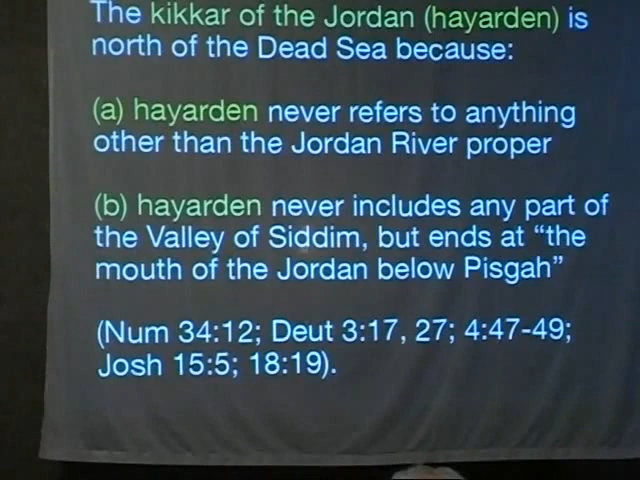 The kikkar of the Jordan (hayarden) is
north of the Dead Sea because:
(a) hayarden never refers to anything
other than the Jordan River proper
(b) hayarden never includes any part of
the Valley of Siddim, but ends at “the
mouth of the Jordan below Pisgah”
(Num 34:12; Deut 3:17, 27; 4:47-49;
Josh 15:5; 18:19).